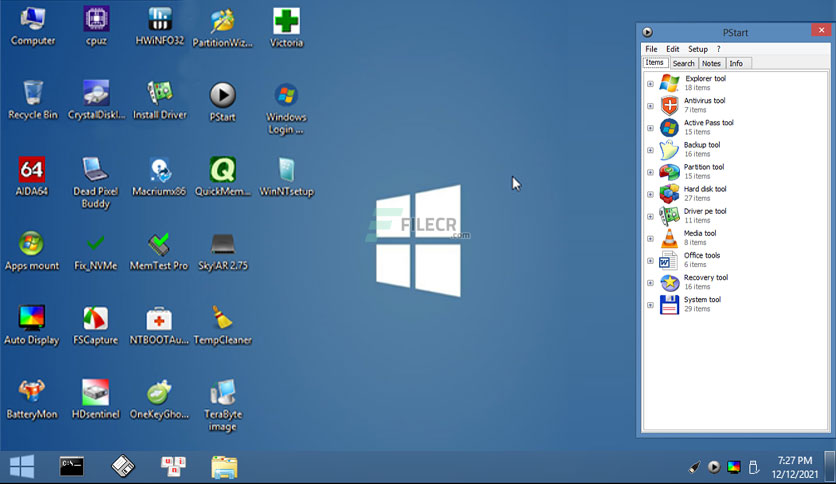 Computer
cpuz
HWiNFO32
PartitionWiz...
Victoria
Recycle Bin
CrystalDiskI...
Install Driver
PStart
Windows
Login ...
64
AIDA64
Dead Pixel
Buddy
Macriumx86
Q
QuickMem...
WinNTsetup
Apps mount
Fix_NVMe
MemTest Pro
Sky!AR 2.75
Auto Display
FSCapture
NTBOOTAu...
TempCleaner
BatteryMon
HDsentinel
OneKeyGho...
TeraByte
image
FILECR
.com
PStart
File Edit Setup ?
Items Search Notes Info
Explorer tool
18 items
Antivirus tool
7 items
Active Pass tool
15 items
Backup tool
16 items
Partition tool
15 items
Hard disk tool
27 items
Driver pe tool
11 items
Media tool
8 items
Office tools
6 items
Recovery tool
16 items
System tool
29 items
C:\_
u i n
7:27 PM
12/12/2021